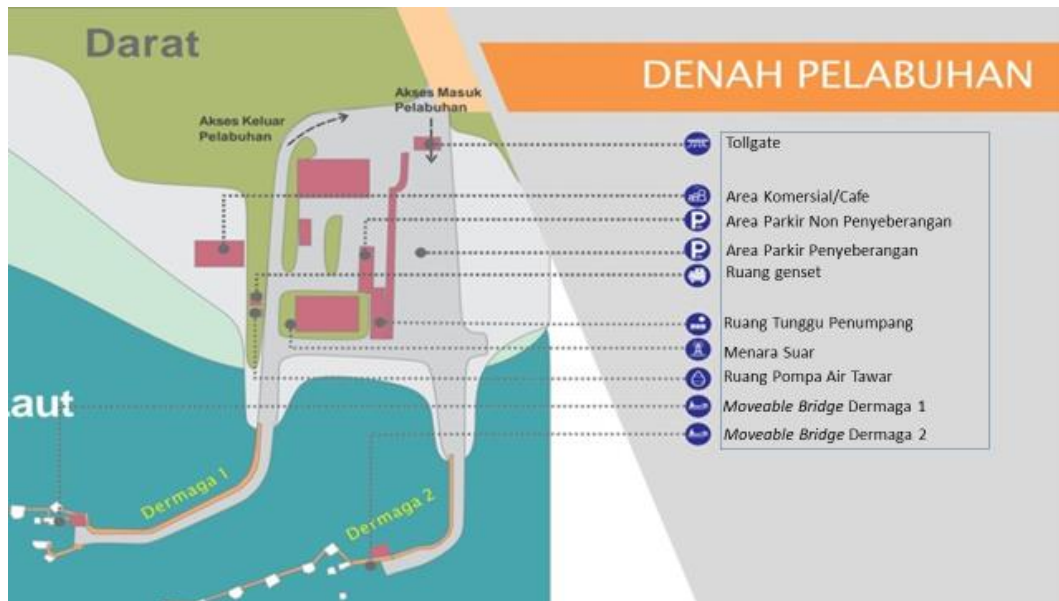 Darat
DENAH PELABUHAN
Akses Masuk
Pelabuhan
Akses Keluar
Pelabuhan
Tollgate
Area Komersial/Cafe
P
Area Parkir Non Penyeberangan
P
Area Parkir Penyeberangan
Ruang genset
Ruang Tunggu Penumpang
Menara Suar
Ruang Pompa Air Tawar
Laut
Moveable Bridge Dermaga 1
Moveable Bridge Dermaga 2
Dermaga 1
Dermaga 2